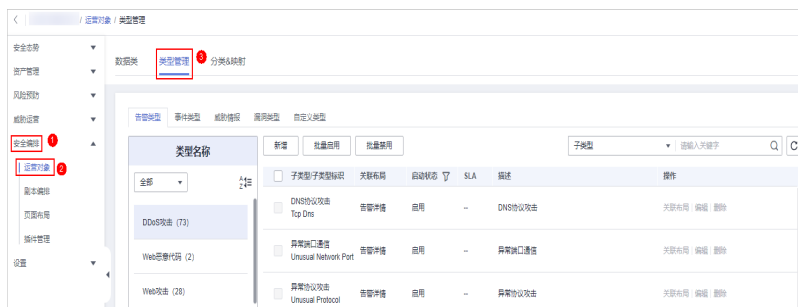 / 运营对象 / 类型管理
安全态势
资产管理
风险预防
威胁运营
安全编排 1
运营对象 2
剧本编排
页面布局
插件管理
设置
数据类 类型管理 3 分类&映射
告警类型 事件类型 威胁情报 漏洞类型 自定义类型
类型名称
全部
DDoS攻击 (73)
Web恶意代码 (2)
Web攻击 (28)
新增 批量启用 批量禁用 子类型 请输入关键字
子类型/子类型标识 关联布局 启动状态 SLA 描述 操作
DNS协议攻击
Tcp Dns 告警详情 启用 -- DNS协议攻击 关联布局 编辑 删除
异常端口通信
Unusual Network Port 告警详情 启用 -- 异常端口通信 关联布局 编辑 删除
异常协议攻击
Unusual Protocol 告警详情 启用 -- 异常协议攻击 关联布局 编辑 删除